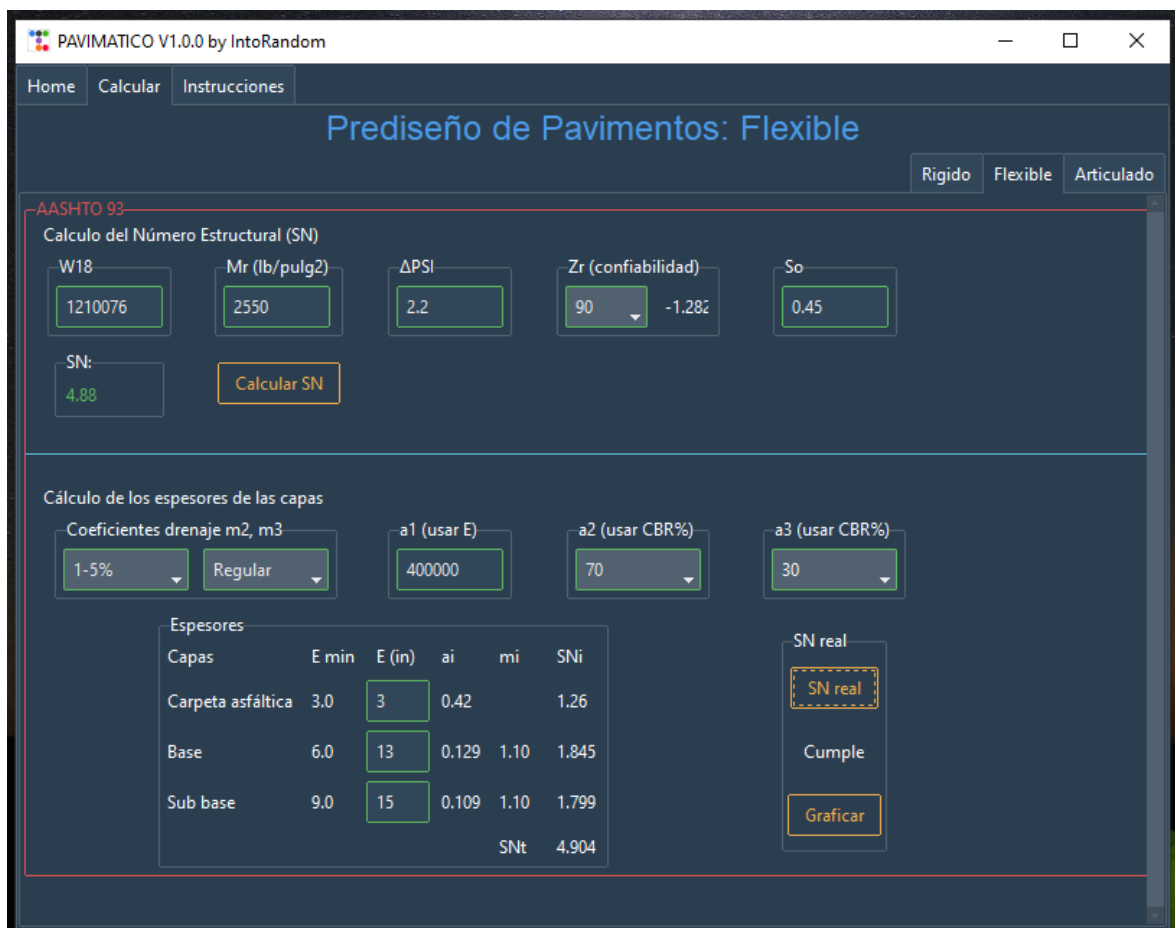 PAVIMATICO V1.0.0 by IntoRandom
Home Calcular Instrucciones
Prediseño de Pavimentos: Flexible
Rigido Flexible Articulado
AASHTO 93
Calculo del Número Estructural (SN)
W18 Mr (lb/pulg2) ΔPSI Zr (confiabilidad) So
1210076 2550 2.2 90 -1.282 0.45
SN:
4.88 Calcular SN
Cálculo de los espesores de las capas
Coeficientes drenaje m2, m3 a1 (usar E) a2 (usar CBR%) a3 (usar CBR%)
1-5% Regular 400000 70 30
Espesores SN real
Capas E min E (in) ai mi SNi
Carpeta asfáltica 3.0 3 0.42 1.26 SN real
Base 6.0 13 0.129 1.10 1.845 Cumple
Sub base 9.0 15 0.109 1.10 1.799 Graficar
SNt 4.904